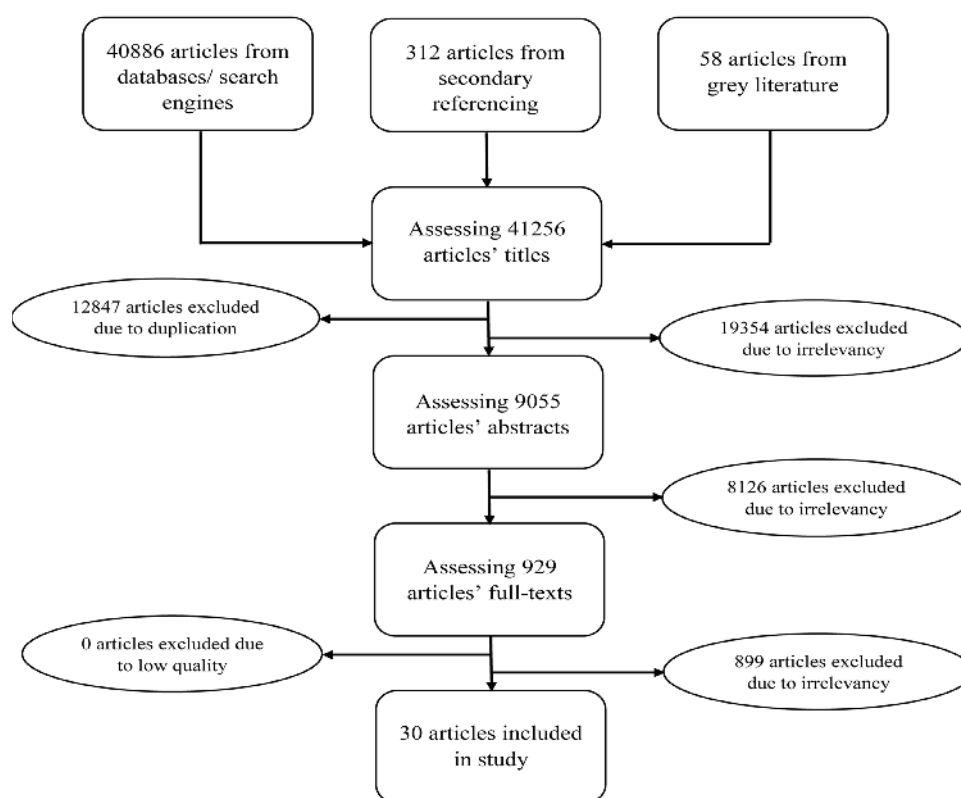 40886 articles from
databases/ search
engines
312 articles from
secondary
referencing
58 articles from
grey literature
Assessing 41256
articles’ titles
12847 articles excluded
due to duplication
19354 articles excluded
due to irrelevancy
Assessing 9055
articles’ abstracts
8126 articles excluded
due to irrelevancy
Assessing 929
articles’ full-texts
0 articles excluded due
to low quality
899 articles excluded
due to irrelevancy
30 articles included
in study